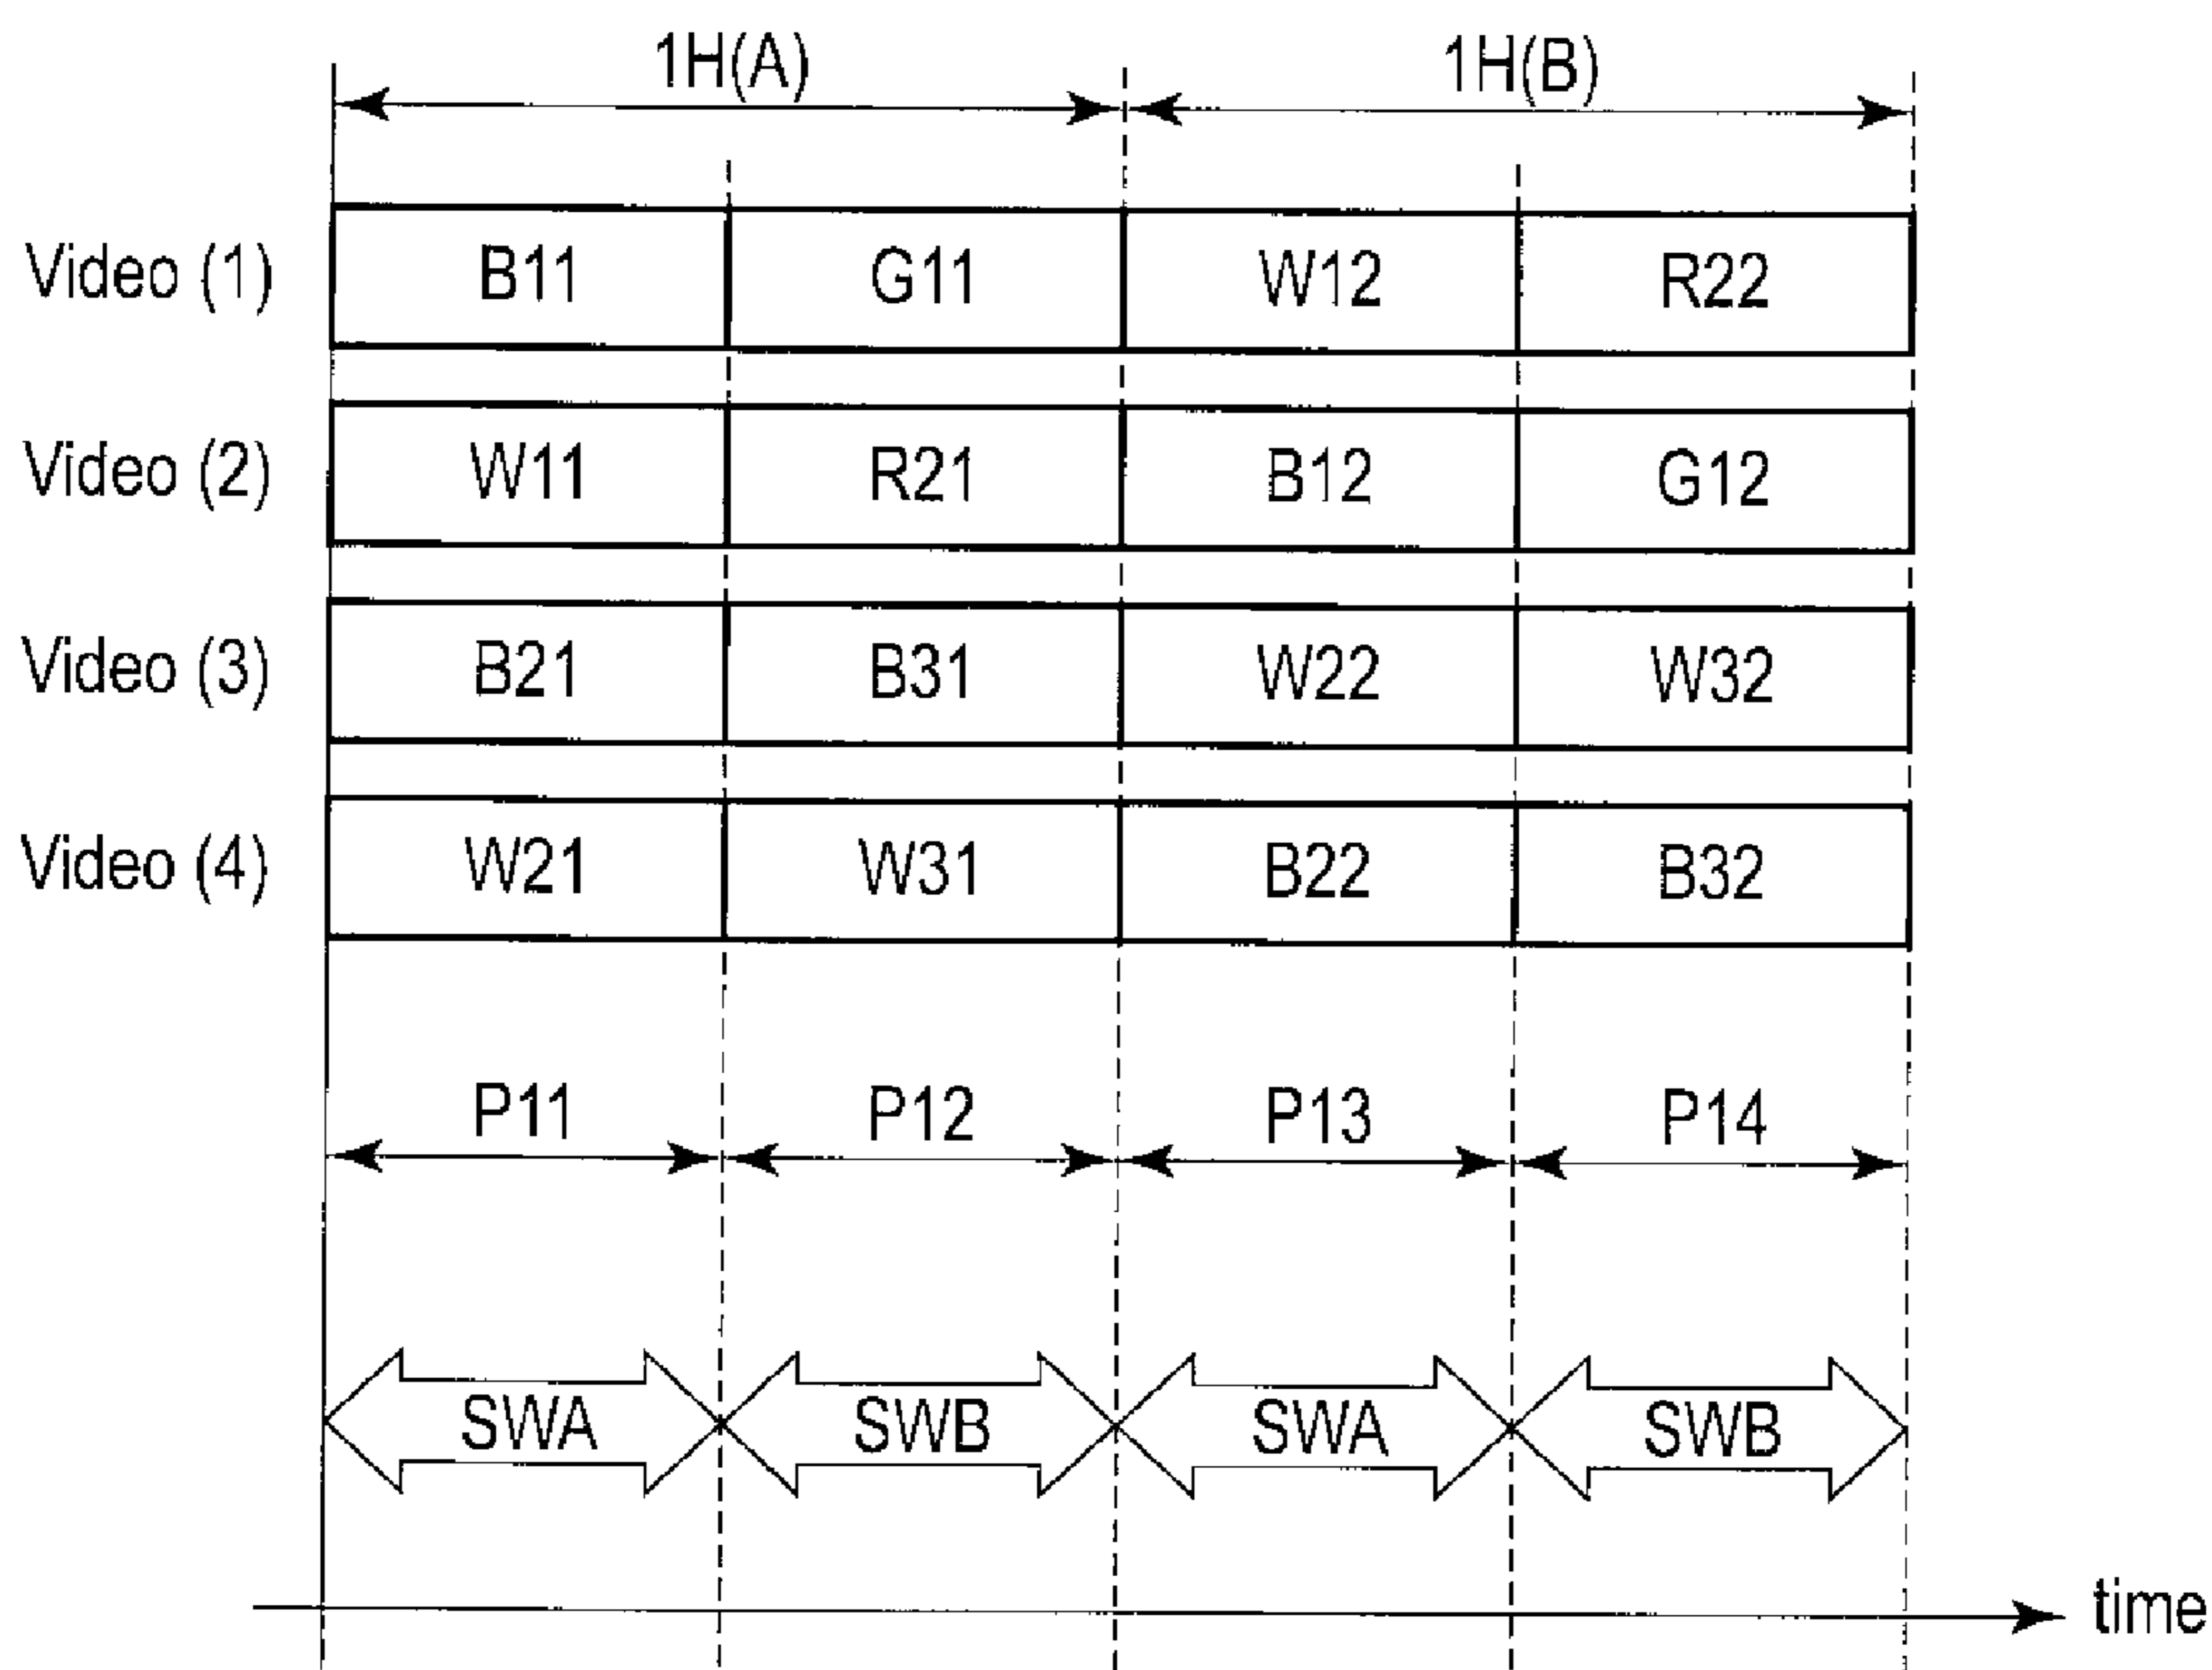 1H(A) 1H(B)
Video (1) B11 G11 W12 R22
Video (2) W11 R21 B12 G12
Video (3) B21 B31 W22 W32
Video (4) W21 W31 B22 B32
P11 P12 P13 P14
SWA SWB SWA SWB
time